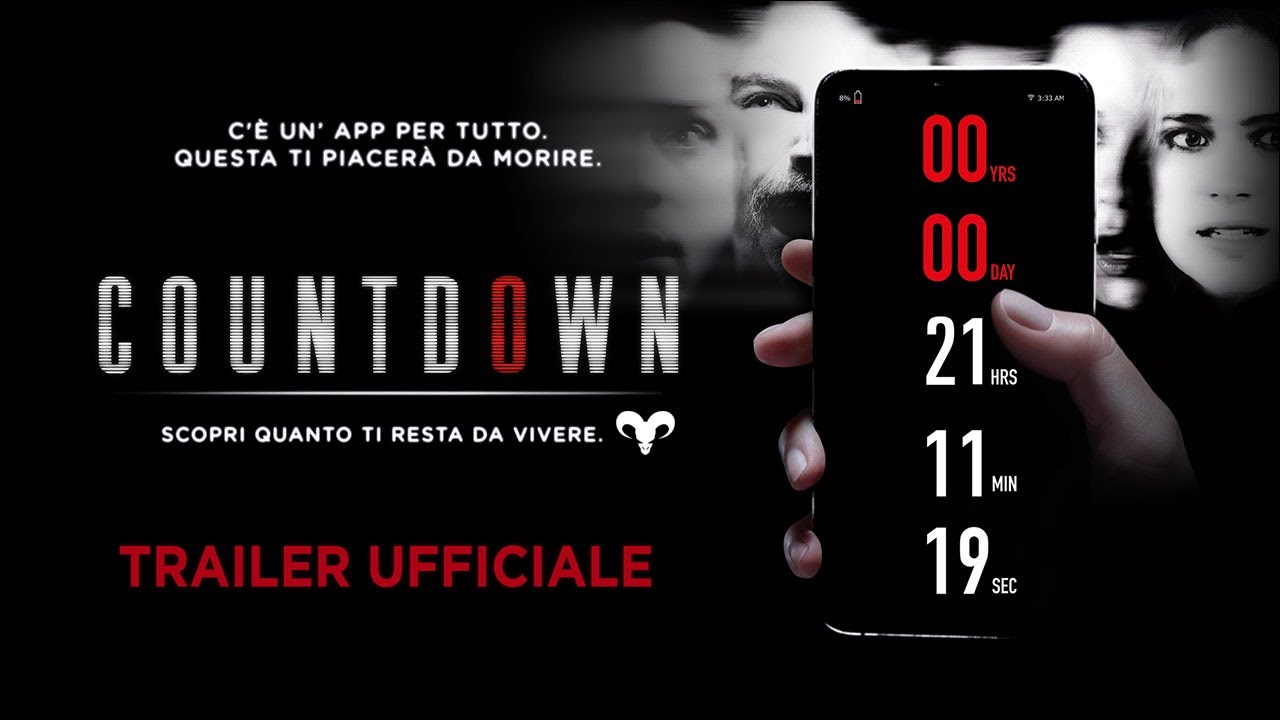 C'È UN' APP PER TUTTO.
QUESTA TI PIACERÀ DA MORIRE.
COUNTDOWN
SCOPRI QUANTO TI RESTA DA VIVERE.
TRAILER UFFICIALE
8% 3:33 AM
00 YRS
00 DAY
21 HRS
11 MIN
19 SEC